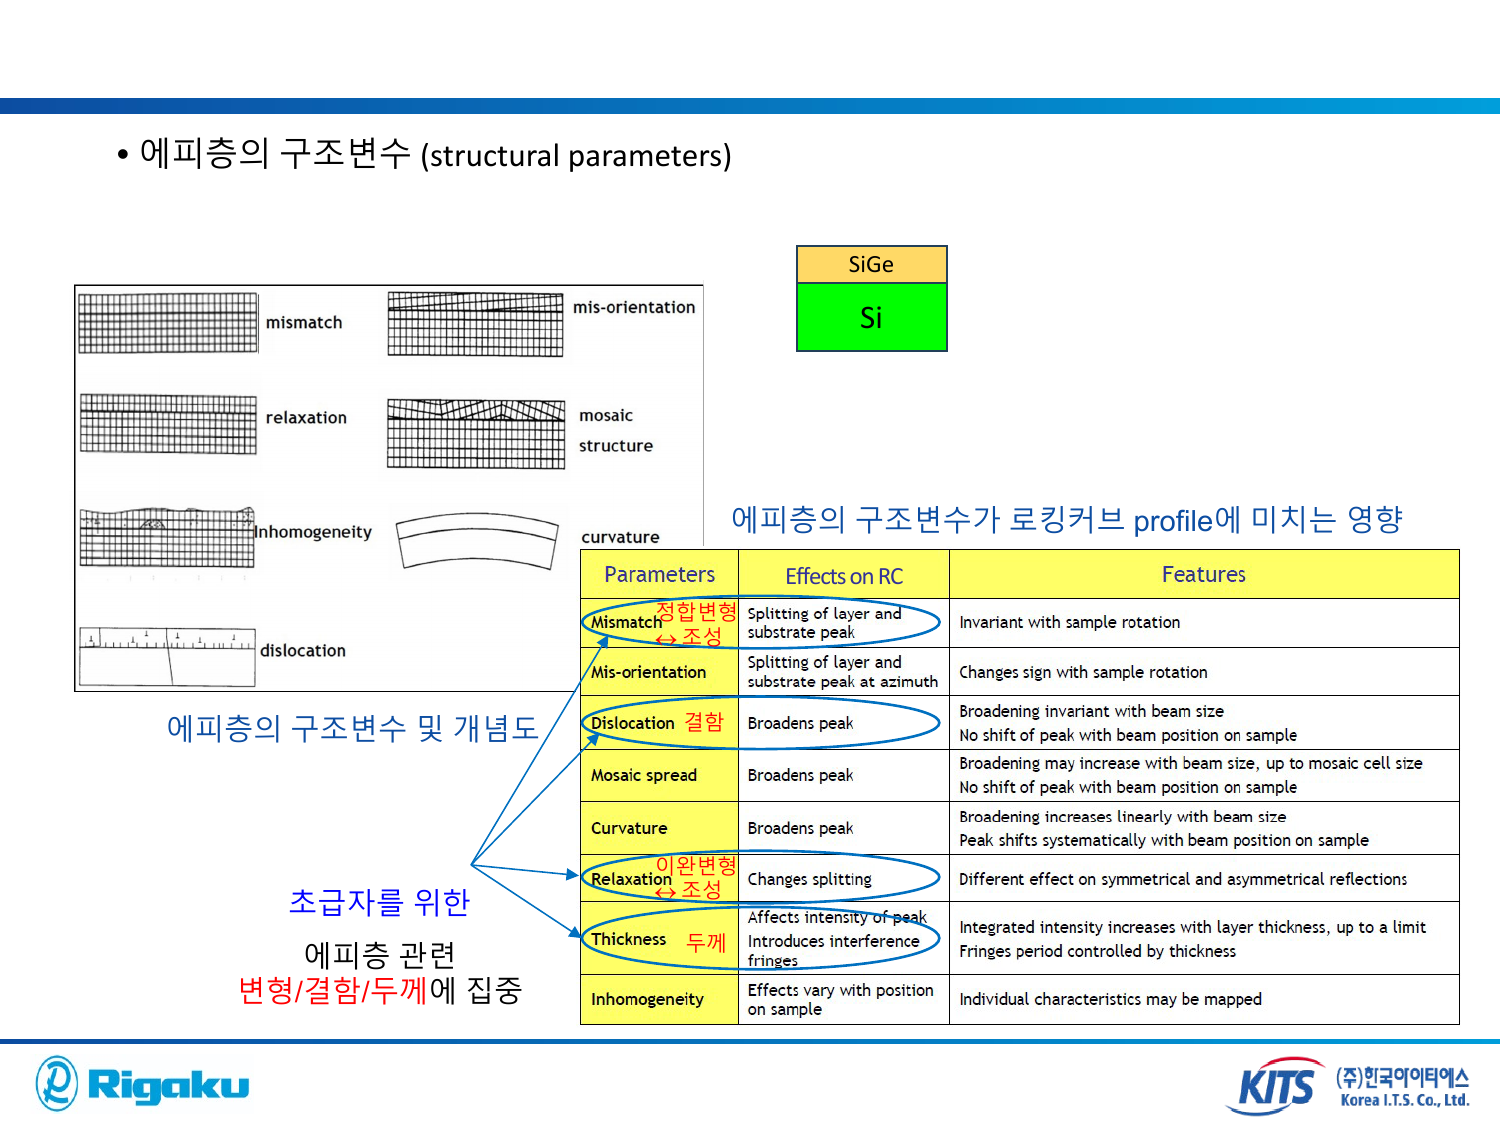 • 에피층의 구조변수 (structural parameters)
SiGe
Si
mismatch
mis-orientation
relaxation
mosaic
structure
Inhomogeneity
curvature
dislocation
에피층의 구조변수 및 개념도
에피층의 구조변수가 로킹커브 profile에 미치는 영향
Parameters Effects on RC Features
Mismatch 정합변형
↔ 조성
Splitting of layer and
substrate peak
Invariant with sample rotation
Mis-orientation
Splitting of layer and
substrate peak at azimuth
Changes sign with sample rotation
Dislocation 결함
Broadens peak
Broadening invariant with beam size
No shift of peak with beam position on sample
Mosaic spread
Broadens peak
Broadening may increase with beam size, up to mosaic cell size
No shift of peak with beam position on sample
Curvature
Broadens peak
Broadening increases linearly with beam size
Peak shifts systematically with beam position on sample
Relaxation 이완변형
↔ 조성
Changes splitting
Different effect on symmetrical and asymmetrical reflections
Thickness 두께
Affects intensity of peak
Introduces interference
fringes
Integrated intensity increases with layer thickness, up to a limit
Fringes period controlled by thickness
Inhomogeneity
Effects vary with position
on sample
Individual characteristics may be mapped
초급자를 위한
에피층 관련
변형/결함/두께에 집중
Rigaku
KITS
(주)한국아이티에스
Korea I.T.S. Co., Ltd.